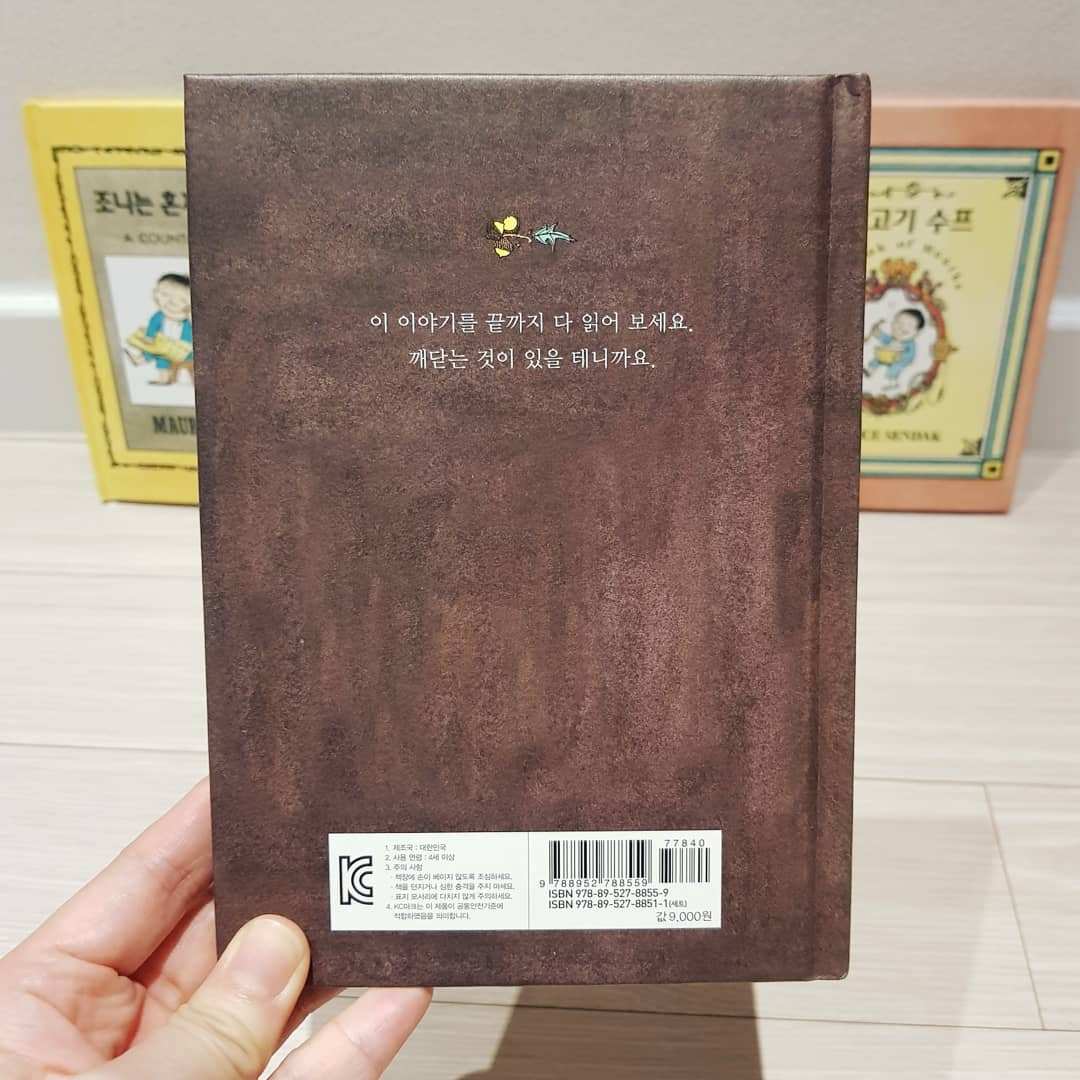 이 이야기를 끝까지 다 읽어 보세요.
깨닫는 것이 있을 테니까요.
조니는
A COUNT
MAUR
고기 수프
OF
CE SENDAK
KC
1. 제조국 : 대한민국
2. 사용 연령 : 4세 이상
3. 주의 사항
· 책장에 손이 베이지 않도록 조심하세요.
· 책을 던지거나 심한 충격을 주지 마세요.
· 표지 모서리에 다치지 않게 주의하세요.
4. KC마크는 이 제품이 공통안전기준에
적합하였음을 의미합니다.
77840
9 788952 788559
ISBN 978-89-527-8855-9
ISBN 978-89-527-8851-1(세트)
값 9,000원